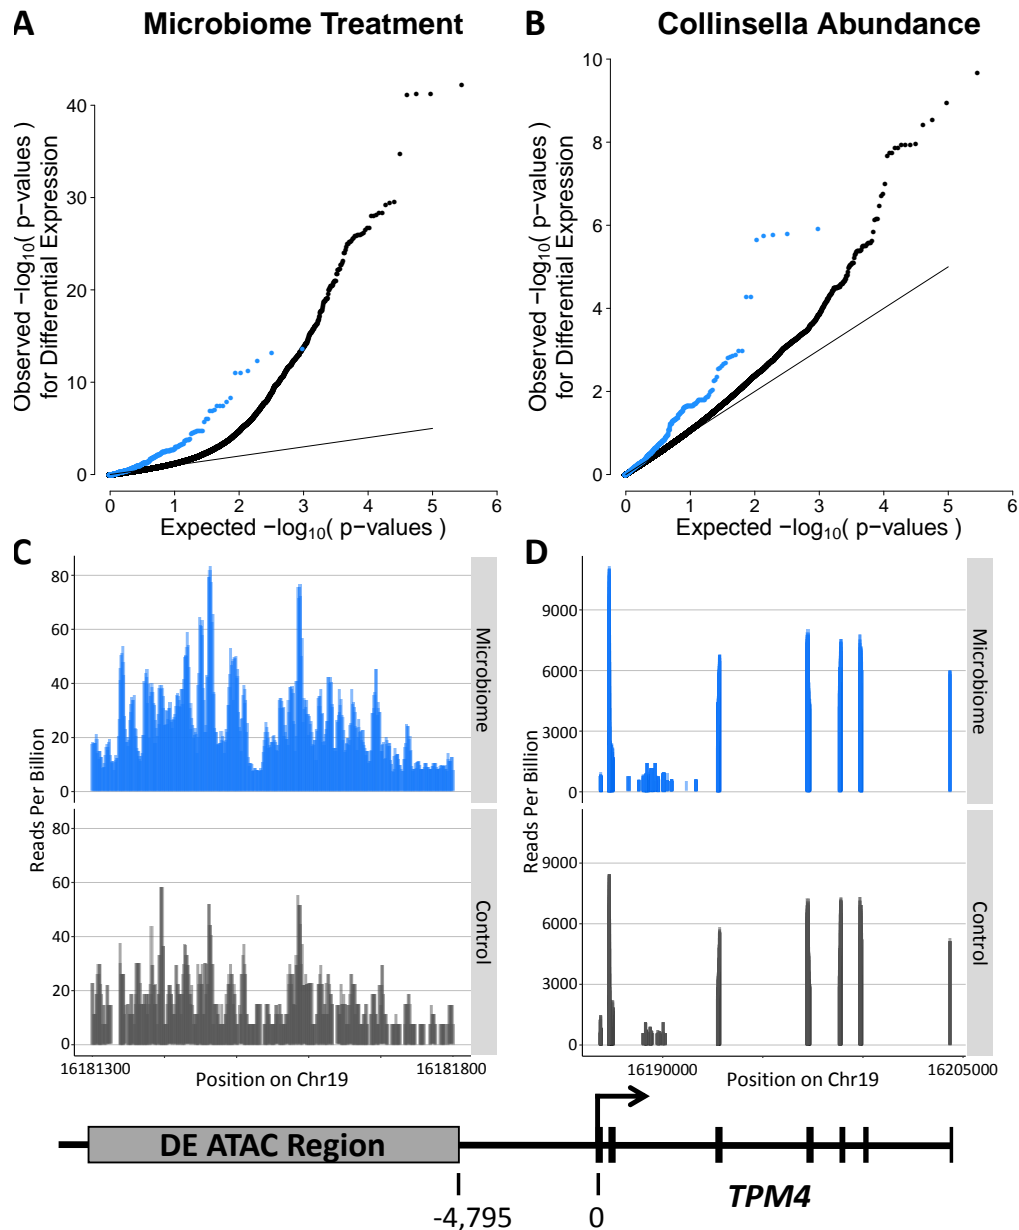 A Microbiome Treatment
Observed −log10( p−values )
for Differential Expression
40
30
20
10
0
0 1 2 3 4 5 6
Expected −log10( p−values )
B Collinsella Abundance
Observed −log10( p−values )
for Differential Expression
10
8
6
4
2
0
0 1 2 3 4 5 6
Expected −log10( p−values )
C
Reads Per Billion
80
60
40
20
0
Microbiome
80
60
40
20
0
Control
16181300 Position on Chr19 16181800
D
Reads Per Billion
9000
6000
3000
0
Microbiome
9000
6000
3000
0
Control
16190000 Position on Chr19 16205000
DE ATAC Region
TPM4
-4,795 0